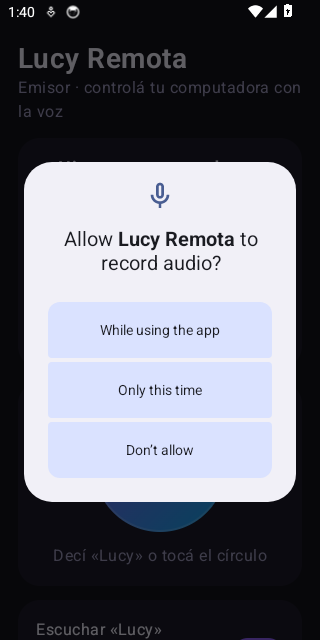 1:40
Lucy Remota
Emisor · controlá tu computadora con
la voz
Allow Lucy Remota to
record audio?
While using the app
Only this time
Don't allow
Decí «Lucy» o tocá el círculo
Escuchar «Lucy»